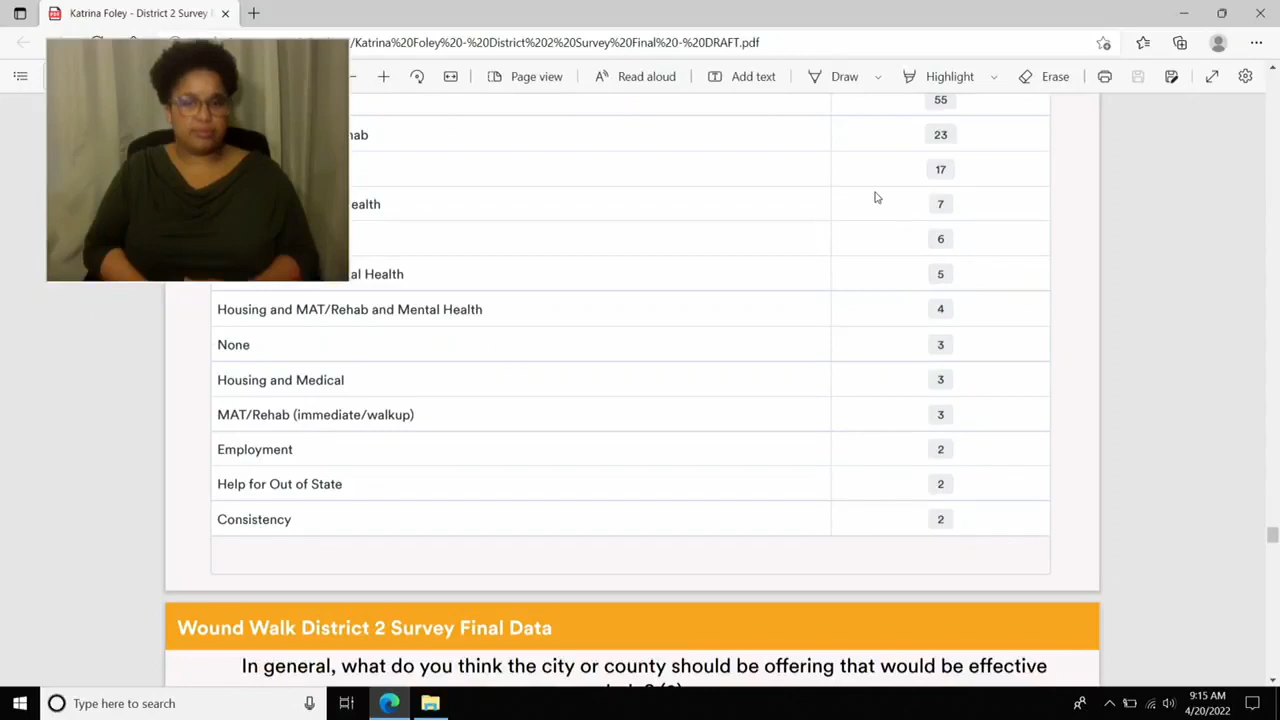 Katrina Foley - District 2 Survey
/Katrina%20Foley%20-%20District%202%20Survey%20Final%20-%20DRAFT.pdf
Page view
Read aloud
Add text
Draw
Highlight
Erase
55
23
17
ealth 7
6
al Health 5
Housing and MAT/Rehab and Mental Health 4
None 3
Housing and Medical 3
MAT/Rehab (immediate/walkup) 3
Employment 2
Help for Out of State 2
Consistency 2
Wound Walk District 2 Survey Final Data
In general, what do you think the city or county should be offering that would be effective
Type here to search
9:15 AM
4/20/2022